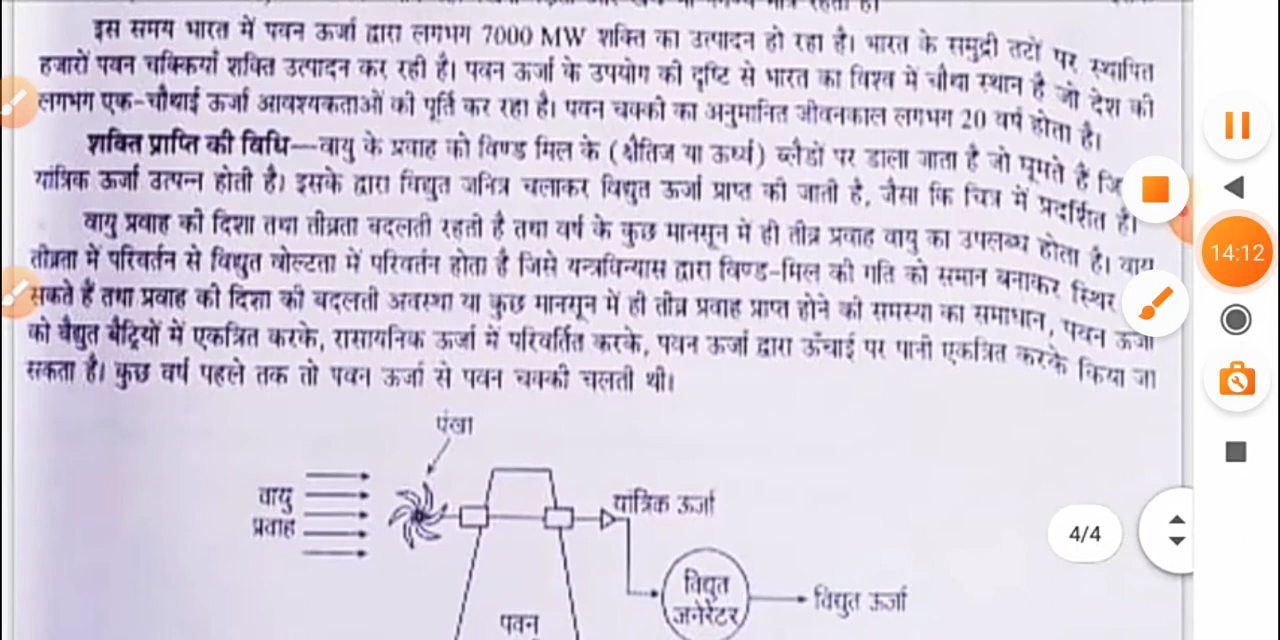 इस समय भारत में पवन ऊर्जा द्वारा लगभग 7000 MW शक्ति का उत्पादन हो रहा है। भारत के समुद्री तटों पर स्थापित
हजारों पवन चक्कियाँ शक्ति उत्पादन कर रही है। पवन ऊर्जा के उपयोग की दृष्टि से भारत का विश्व में चौथा स्थान है जो देश की
लगभग एक-चौथाई ऊर्जा आवश्यकताओं की पूर्ति कर रहा है। पवन चक्की का अनुमानित जीवनकाल लगभग 20 वर्ष होता है।
शक्ति प्राप्ति की विधि—वायु के प्रवाह को विण्ड मिल के (क्षैतिज या ऊर्ध्य) ब्लैडों पर डाला जाता है जो घूमते हैं
यांत्रिक ऊर्जा उत्पन्न होती है। इसके द्वारा विद्युत जनित्र चलाकर विद्युत ऊर्जा प्राप्त की जाती है, जैसा कि चित्र में प्रदर्शित है।
वायु प्रवाह की दिशा तथा तीव्रता बदलती रहती है तथा वर्ष के कुछ मानसून में ही तीव्र प्रवाह वायु का उपलब्ध होता है। वायु
तीव्रता में परिवर्तन से विद्युत वोल्टता में परिवर्तन होता है जिसे यन्त्रविन्यास द्वारा विण्ड-मिल की गति को समान बनाकर स्थिर
सकते हैं तथा प्रवाह की दिशा की बदलती अवस्था या कुछ मानसून में ही तीव्र प्रवाह प्राप्त होने की समस्या का समाधान, पवन ऊर्जा
को वैद्युत बैट्रियों में एकत्रित करके, रासायनिक ऊर्जा में परिवर्तित करके, पवन ऊर्जा द्वारा ऊँचाई पर पानी एकत्रित करके किया जा
सकता है। कुछ वर्ष पहले तक तो पवन ऊर्जा से पवन चक्की चलती थी।
पंखा
वायु
प्रवाह
यांत्रिक ऊर्जा
विद्युत
जनेरेटर
विद्युत ऊर्जा
पवन
14:12
4/4